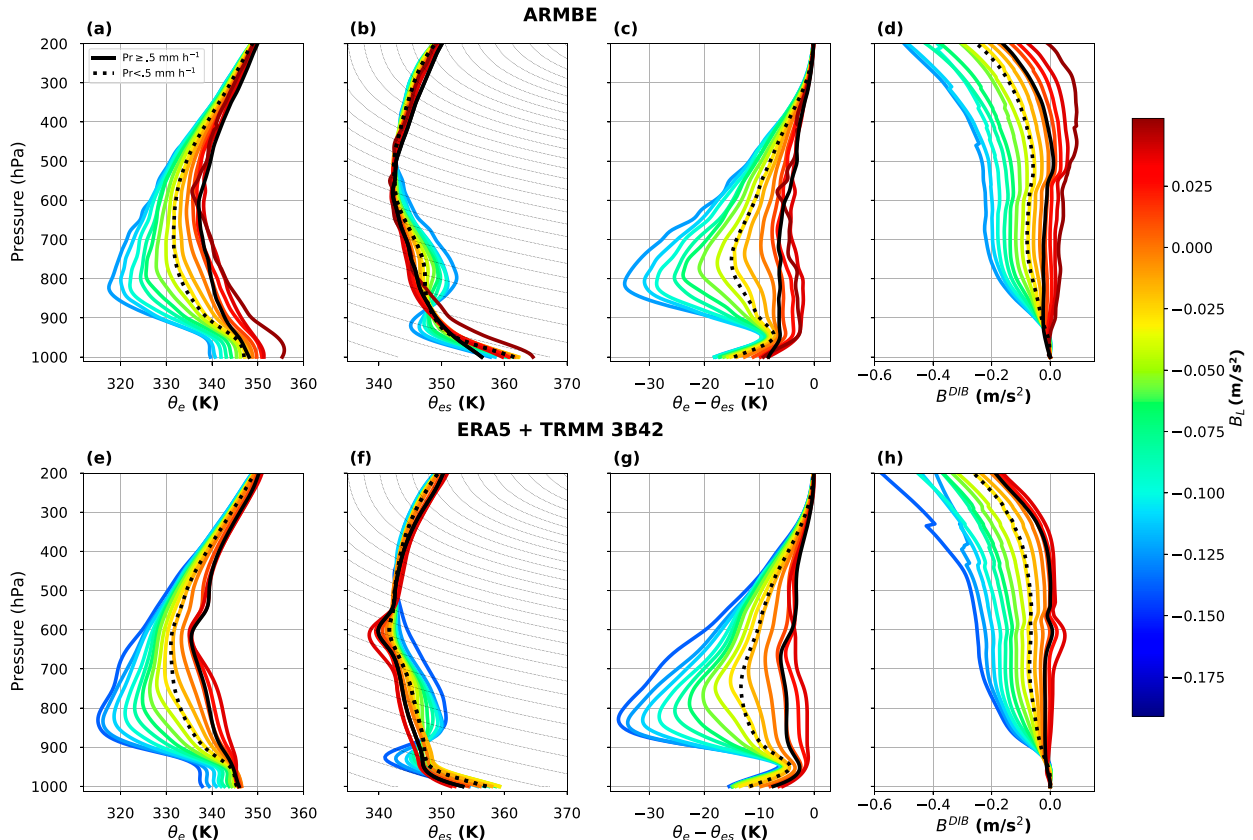 ARMBE
(a) (b) (c) (d)
Pr ≥ .5 mm h⁻¹
Pr < .5 mm h⁻¹
200
300
400
500
600
700
800
900
1000
Pressure (hPa)
320 330 340 350 360
340 350 360 370
−30 −20 −10 0
−0.6 −0.4 −0.2 0.0
θe (K)
θes (K)
θe − θes (K)
B^DIB (m/s²)
ERA5 + TRMM 3B42
(e) (f) (g) (h)
200
300
400
500
600
700
800
900
1000
Pressure (hPa)
320 330 340 350 360
340 350 360 370
−30 −20 −10 0
−0.6 −0.4 −0.2 0.0
θe (K)
θes (K)
θe − θes (K)
B^DIB (m/s²)
0.025
0.000
−0.025
−0.050
−0.075
−0.100
−0.125
−0.150
−0.175
B_L (m/s²)